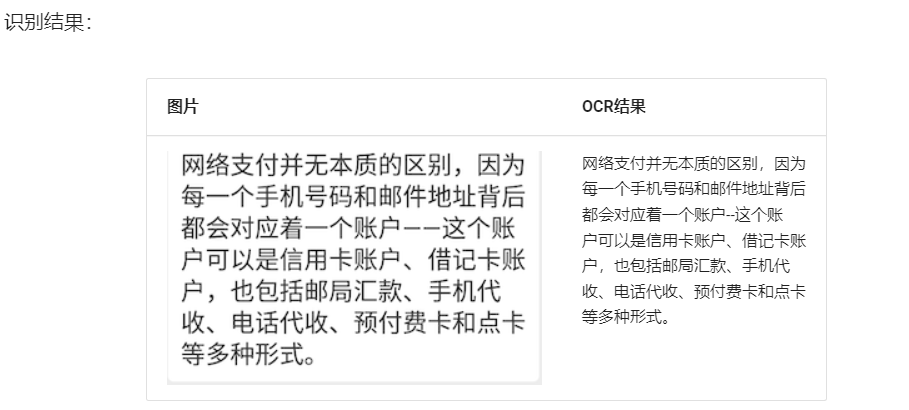 识别结果：
图片
OCR结果
网络支付并无本质的区别，因为
每一个手机号码和邮件地址背后
都会对应着一个账户——这个账
户可以是信用卡账户、借记卡账
户，也包括邮局汇款、手机代
收、电话代收、预付费卡和点卡
等多种形式。
网络支付并无本质的区别，因为
每一个手机号码和邮件地址背后
都会对应着一个账户--这个账
户可以是信用卡账户、借记卡账
户，也包括邮局汇款、手机代
收、电话代收、预付费卡和点卡
等多种形式。